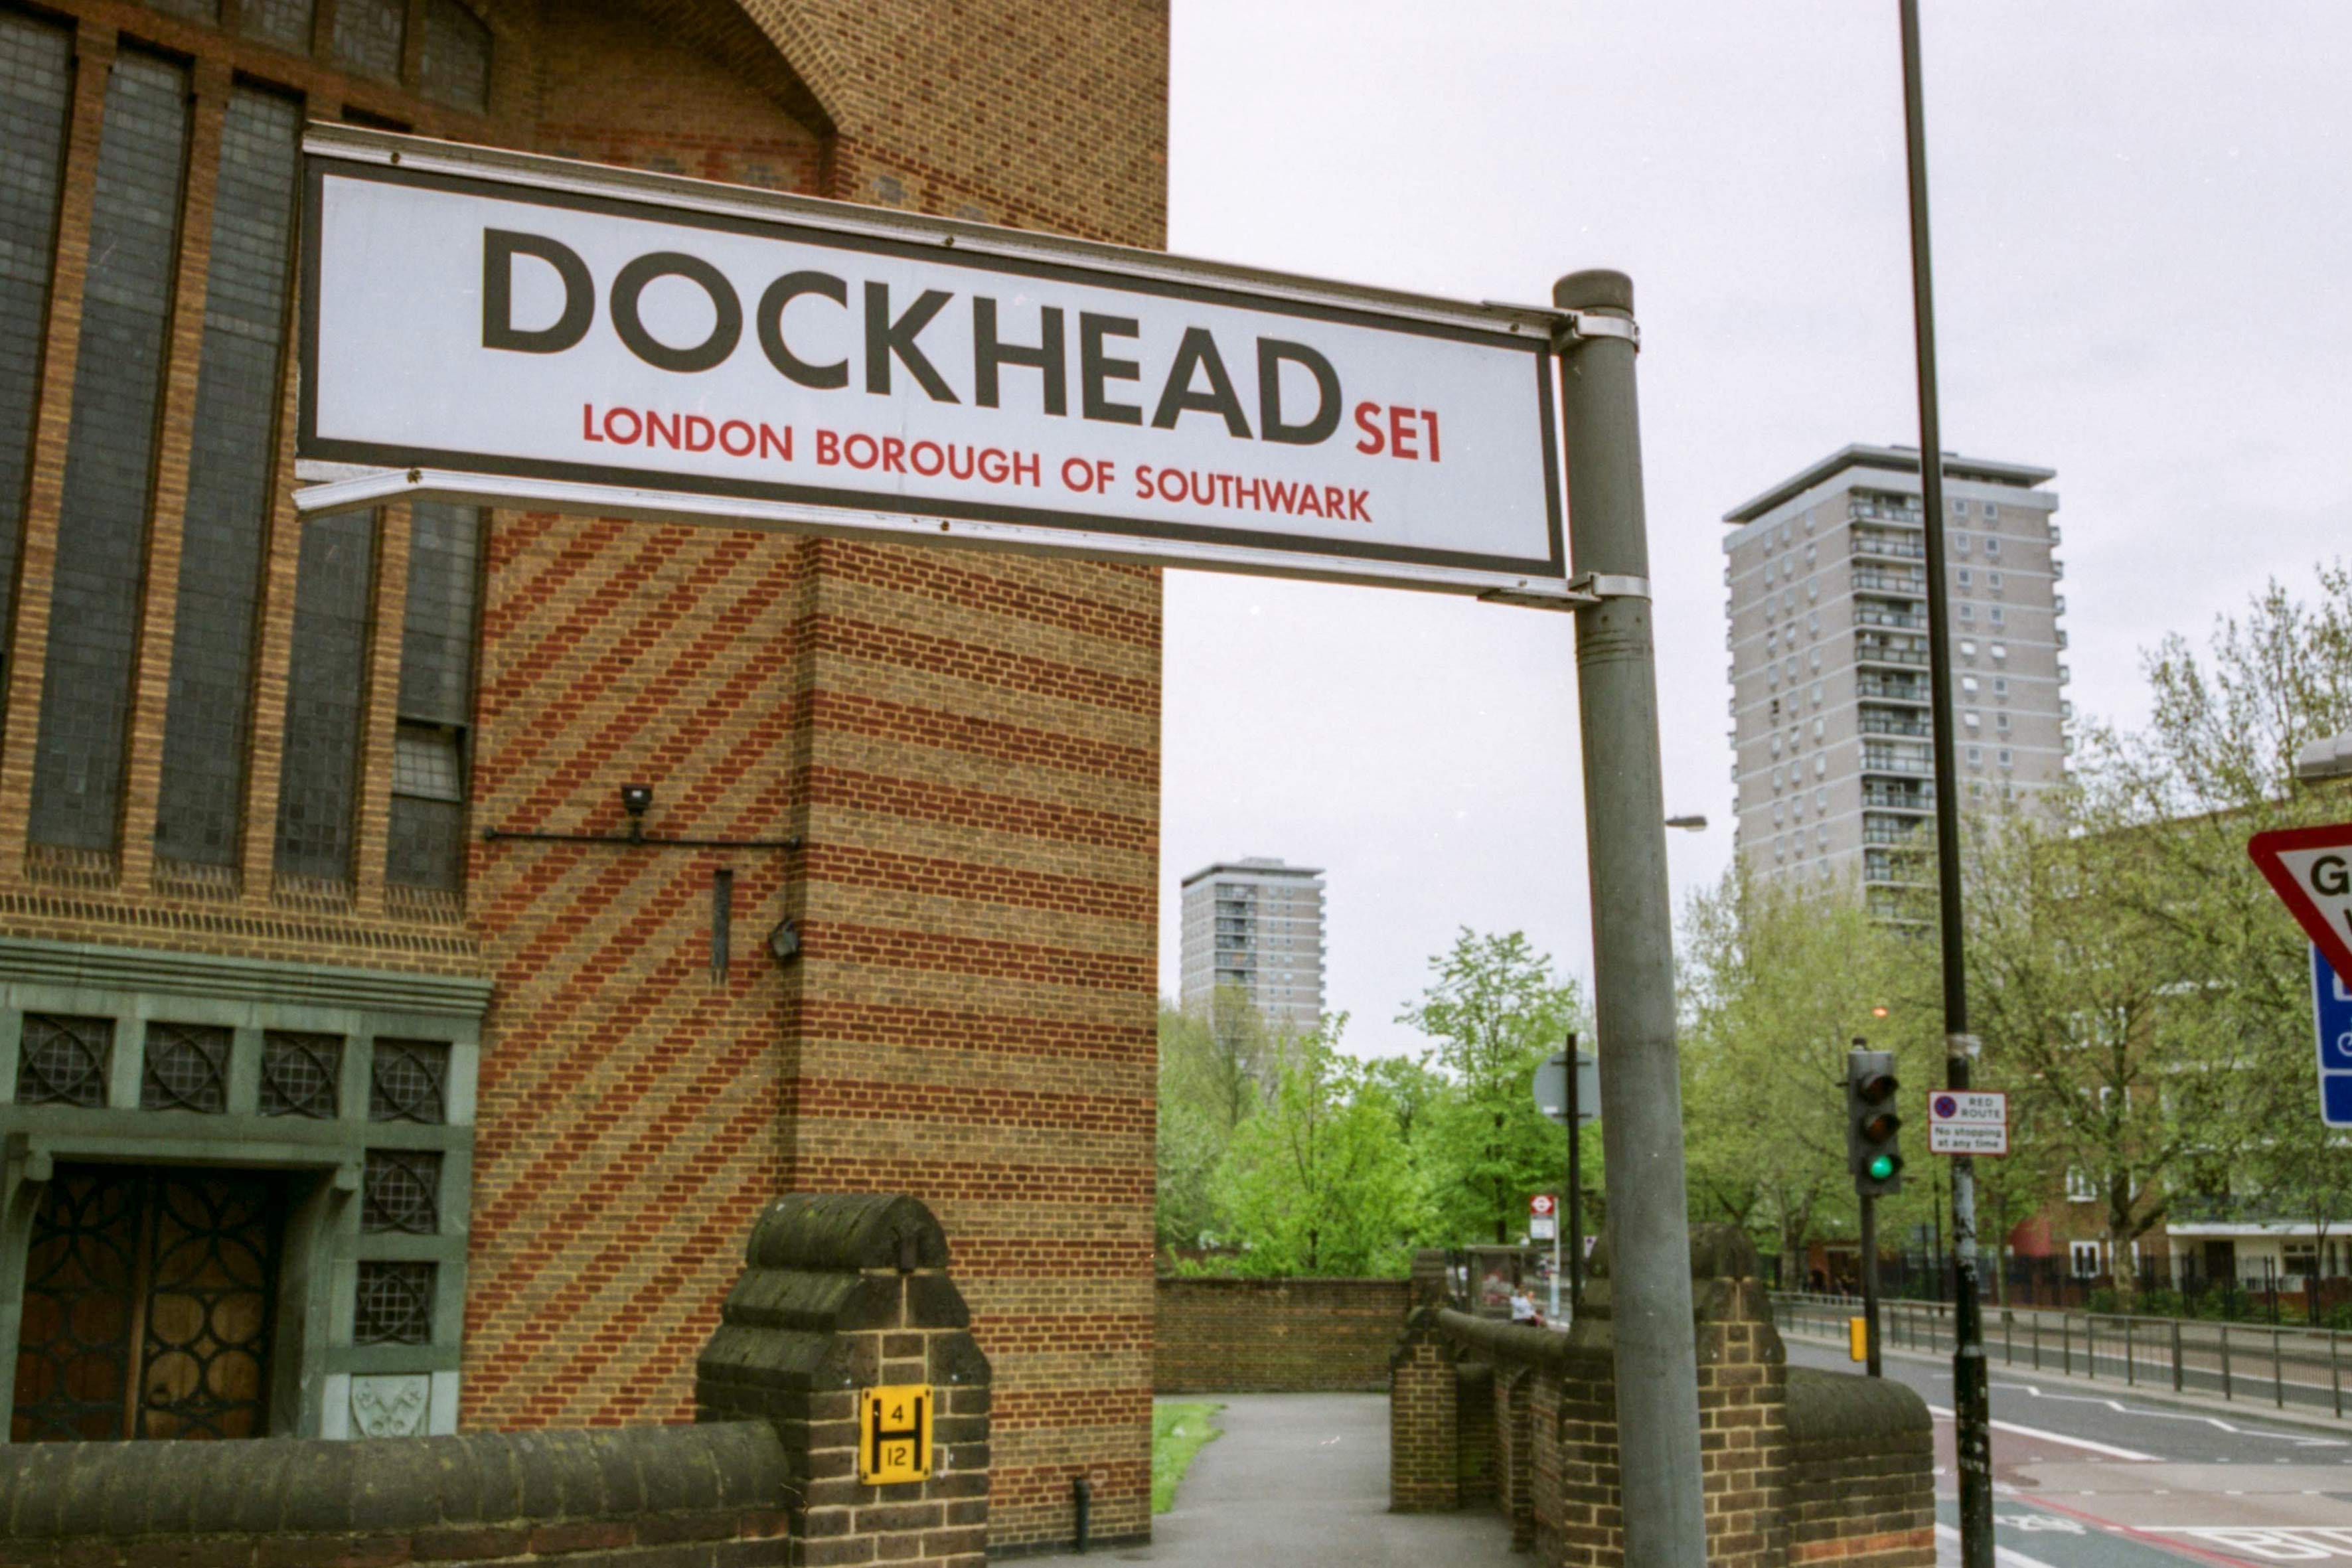 DOCKHEAD SE1
LONDON BOROUGH OF SOUTHWARK
RED
ROUTE
No stopping
at any time
4
H
12